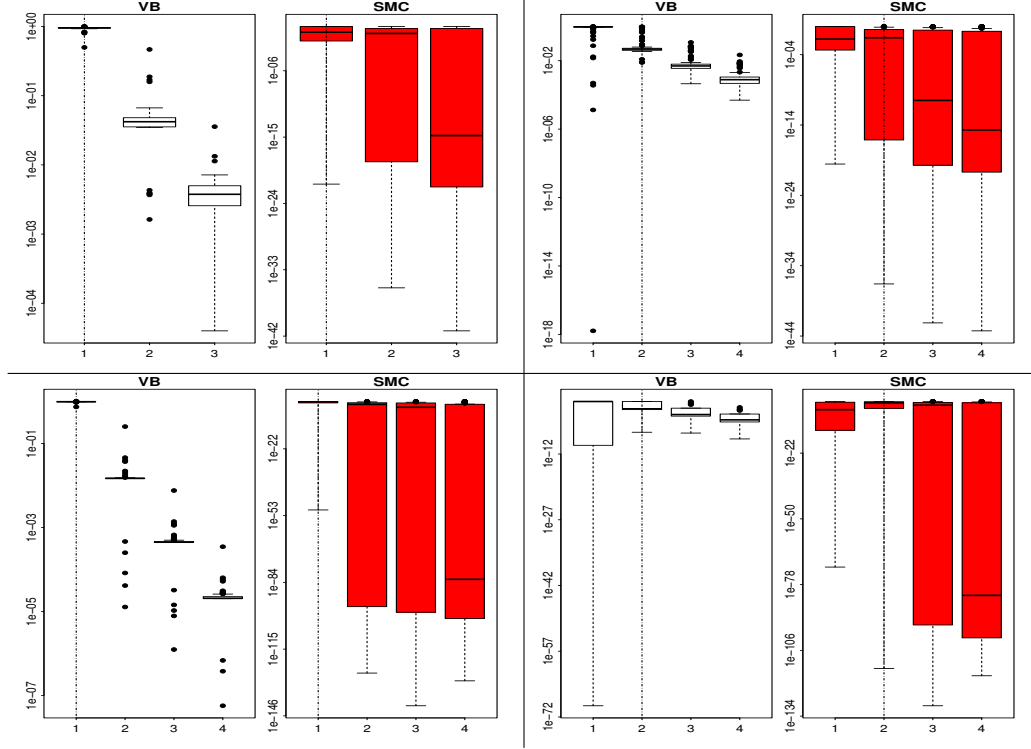 VB
SMC
VB
SMC
1e+00
1e−01
1e−02
1e−03
1e−04
1e−06
1e−15
1e−24
1e−33
1e−42
1e−02
1e−06
1e−10
1e−14
1e−18
1e−04
1e−14
1e−24
1e−34
1e−44
1 2 3
1 2 3
1 2 3 4
1 2 3 4
VB
SMC
VB
SMC
1e−01
1e−03
1e−05
1e−07
1e−22
1e−53
1e−84
1e−115
1e−146
1e−12
1e−27
1e−42
1e−57
1e−72
1e−22
1e−50
1e−78
1e−106
1e−134
1 2 3 4
1 2 3 4
1 2 3 4
1 2 3 4